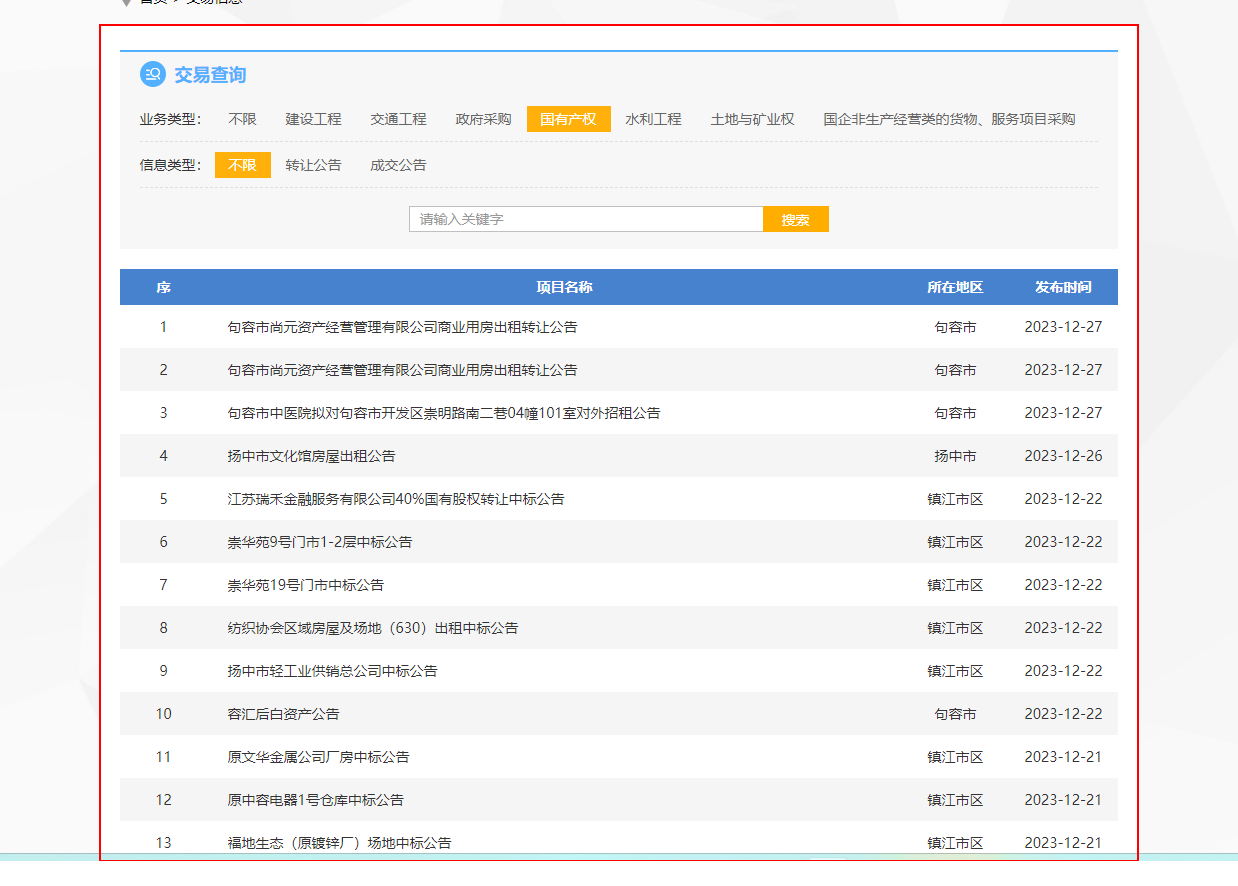 首页 > 交易信息
交易查询
业务类型： 不限 建设工程 交通工程 政府采购 国有产权 水利工程 土地与矿业权 国企非生产经营类的货物、服务项目采购
信息类型： 不限 转让公告 成交公告
请输入关键字 搜索
序 项目名称 所在地区 发布时间
1 句容市尚元资产经营管理有限公司商业用房出租转让公告 句容市 2023-12-27
2 句容市尚元资产经营管理有限公司商业用房出租转让公告 句容市 2023-12-27
3 句容市中医院拟对句容市开发区崇明路南二巷04幢101室对外招租公告 句容市 2023-12-27
4 扬中市文化馆房屋出租公告 扬中市 2023-12-26
5 江苏瑞禾金融服务有限公司40%国有股权转让中标公告 镇江市区 2023-12-22
6 崇华苑9号门市1-2层中标公告 镇江市区 2023-12-22
7 崇华苑19号门市中标公告 镇江市区 2023-12-22
8 纺织协会区域房屋及场地（630）出租中标公告 镇江市区 2023-12-22
9 扬中市轻工业供销总公司中标公告 镇江市区 2023-12-22
10 容汇后白资产公告 句容市 2023-12-22
11 原文华金属公司厂房中标公告 镇江市区 2023-12-21
12 原中容电器1号仓库中标公告 镇江市区 2023-12-21
13 福地生态（原镀锌厂）场地中标公告 镇江市区 2023-12-21